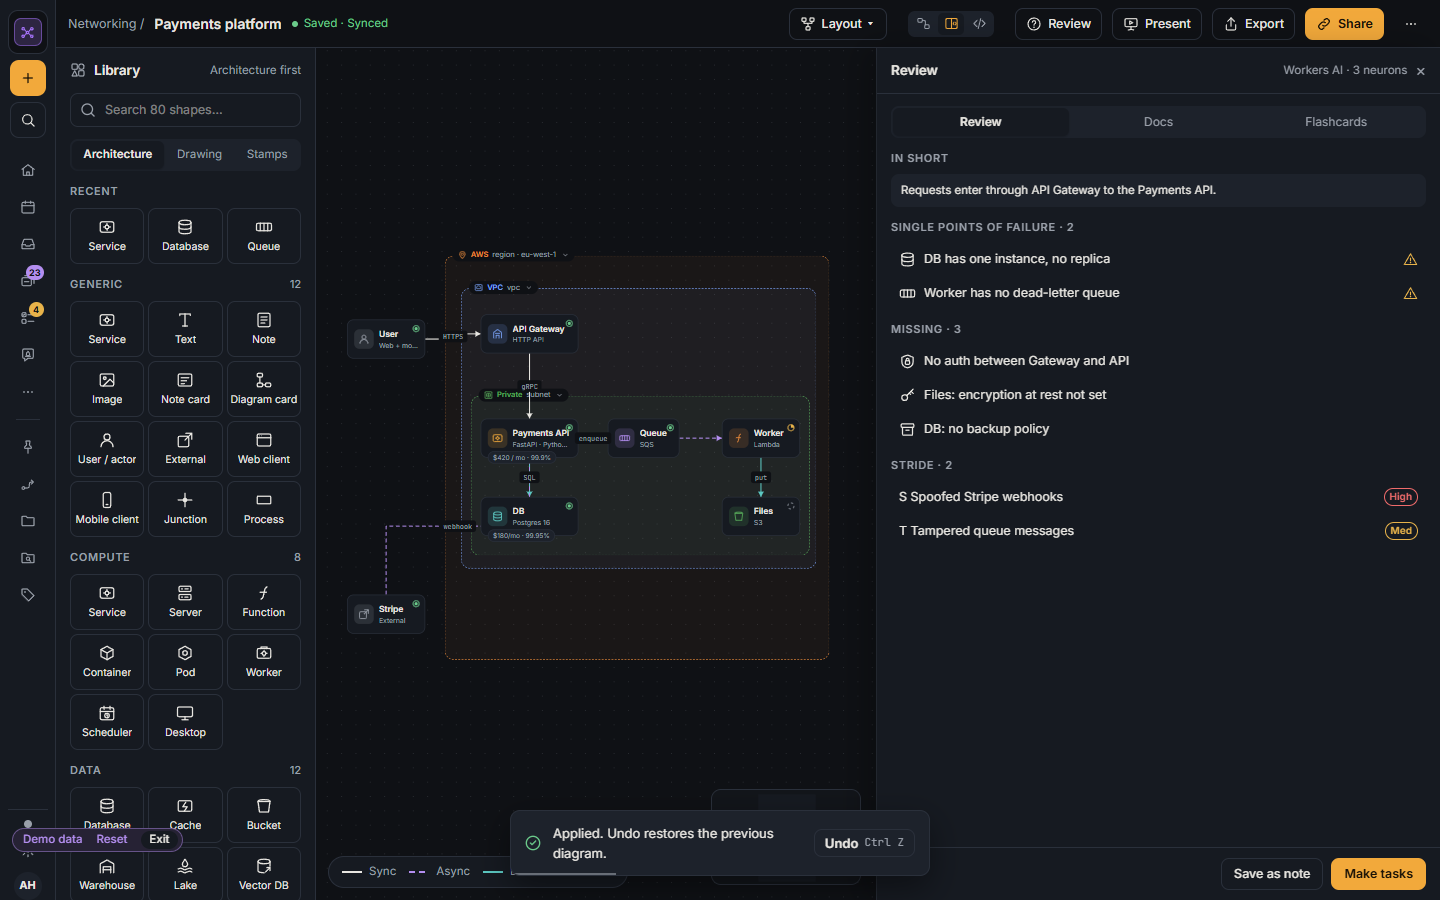 Networking / Payments platform Saved · Synced
Layout
Review
Present
Export
Share
Library
Architecture first
Search 80 shapes...
Architecture Drawing Stamps
RECENT
Service Database Queue
GENERIC 12
Service Text Note
Image Note card Diagram card
User / actor External Web client
Mobile client Junction Process
COMPUTE 8
Service Server Function
Container Pod Worker
Scheduler Desktop
DATA 12
Database Cache Bucket
Warehouse Lake Vector DB
23
4
Demo data Reset Exit
AH
AWS region · eu-west-1
VPC vpc
User
Web + mo...
HTTPS
API Gateway
HTTP API
gRPC
Private subnet
Payments API
FastAPI · Pytho...
$420 / mo · 99.9%
enqueue
Queue
SQS
Worker
Lambda
SQL
put
DB
Postgres 16
$180/mo · 99.95%
Files
S3
webhook
Stripe
External
Sync Async
Applied. Undo restores the previous
diagram.
Undo Ctrl Z
Review
Workers AI · 3 neurons
Review Docs Flashcards
IN SHORT
Requests enter through API Gateway to the Payments API.
SINGLE POINTS OF FAILURE · 2
DB has one instance, no replica
Worker has no dead-letter queue
MISSING · 3
No auth between Gateway and API
Files: encryption at rest not set
DB: no backup policy
STRIDE · 2
S Spoofed Stripe webhooks High
T Tampered queue messages Med
Save as note
Make tasks